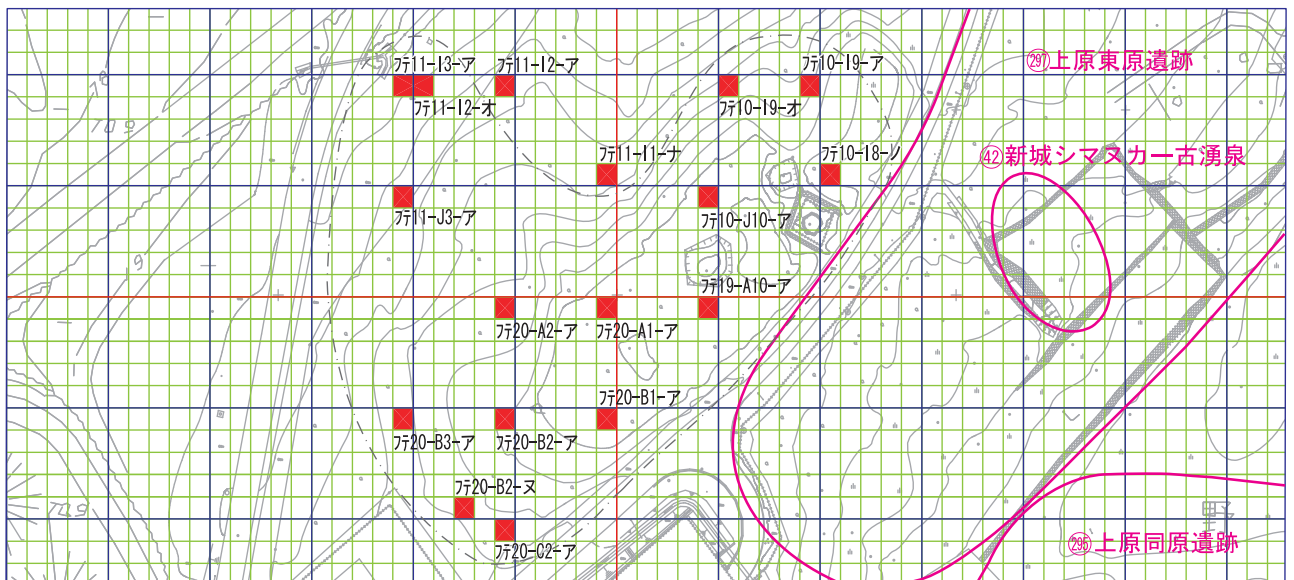 ㉗上原東原遺跡
ﾌﾃ11-I3-ア
ﾌﾃ11-I2-ア
ﾌﾃ10-I9-ア
ﾌﾃ11-I2-オ
ﾌﾃ10-I9-オ
ﾌﾃ11-I1-ナ
ﾌﾃ10-I8-ノ
㊷新城シマヌカー古湧泉
ﾌﾃ11-J3-ア
ﾌﾃ10-J10-ア
ﾌﾃ19-A10-ア
ﾌﾃ20-A2-ア
ﾌﾃ20-A1-ア
ﾌﾃ20-B1-ア
ﾌﾃ20-B3-ア
ﾌﾃ20-B2-ア
ﾌﾃ20-B2-ヌ
野
ﾌﾃ20-C2-ア
295上原同原遺跡